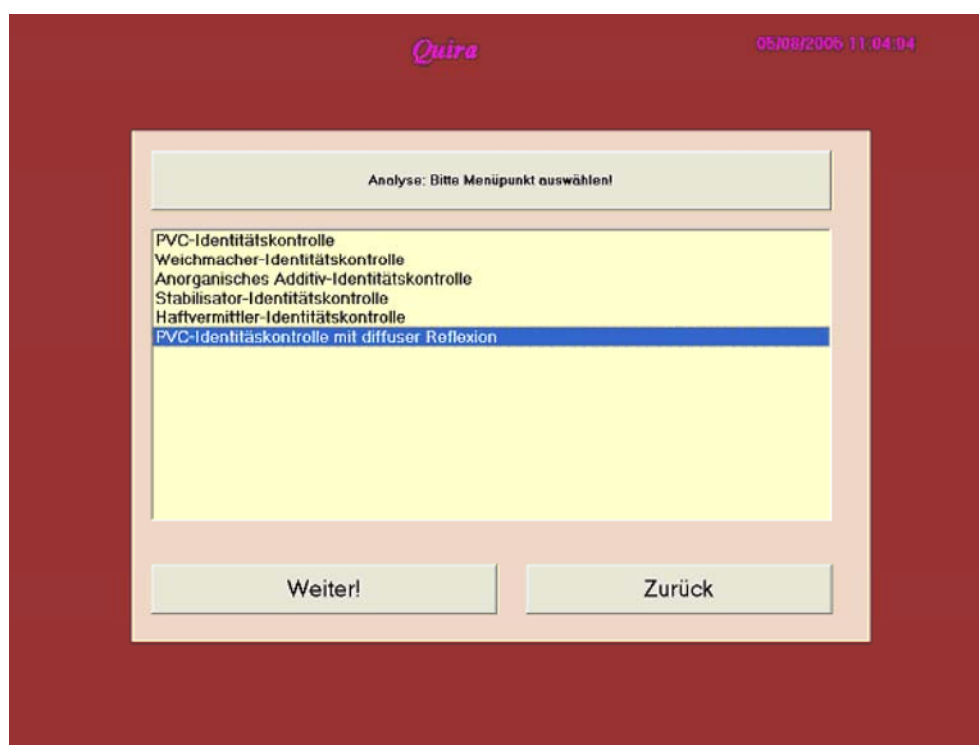 Quira
05/08/2005 11:04:04
Analyse: Bitte Menüpunkt auswählen!
PVC-Identitätskontrolle
Weichmacher-Identitätskontrolle
Anorganisches Additiv-Identitätskontrolle
Stabilisator-Identitätskontrolle
Haftvermittler-Identitätskontrolle
PVC-Identitäskontrolle mit diffuser Reflexion
Weiter!
Zurück